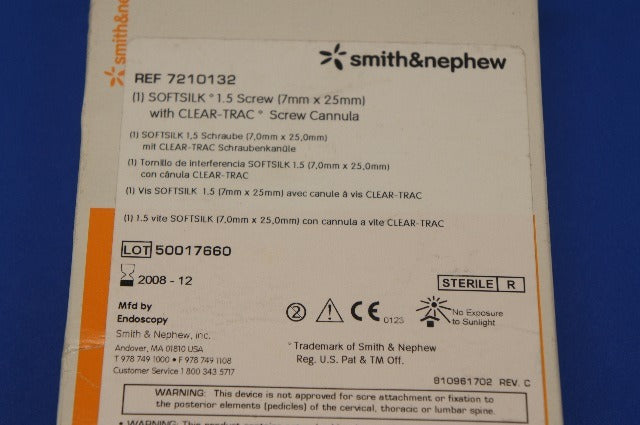 smith&n
smith&nephew
REF 7210132
(1) SOFTSILK ° 1.5 Screw (7mm x 25mm)
with CLEAR-TRAC ° Screw Cannula
(1) SOFTSILK 1,5 Schraube (7,0mm x 25,0mm)
mit CLEAR-TRAC Schraubenkanüle
(1) Tornillo de interferencia SOFTSILK 1.5 (7,0mm x 25,0mm)
con cánula CLEAR-TRAC
(1) Vis SOFTSILK 1.5 (7mm x 25mm) avec canule à vis CLEAR-TRAC
(1) 1.5 vite SOFTSILK (7,0mm x 25,0mm) con cannula a vite CLEAR-TRAC
LOT 50017660
2008 - 12
STERILE R
Mfd by
Endoscopy
Smith & Nephew, inc.
Andover, MA 01810 USA
T 978 749 1000 • F 978 749 1108
Customer Service 1 800 343 5717
2
CE 0123
No Exposure
to Sunlight
° Trademark of Smith & Nephew
Reg. U.S. Pat & TM Off.
810961702 REV. C
WARNING: This device is not approved for screw attachment or fixation to
the posterior elements (pedicles) of the cervical, thoracic or lumbar spine.
• WARNING: This product